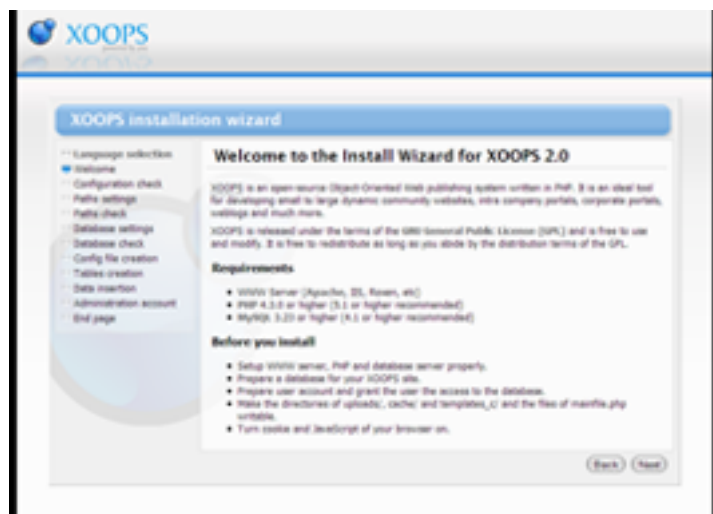 XOOPS
powered by you
XOOPS installation wizard
Language selection
Welcome
Configuration check
Paths settings
Paths check
Database settings
Database check
Config file creation
Tables creation
Data insertion
Administration account
End page
Welcome to the Install Wizard for XOOPS 2.0
XOOPS is an open-source Object-Oriented Web publishing system written in PHP. It is an ideal tool
for developing small to large dynamic community websites, intra company portals, corporate portals,
weblogs and much more.
XOOPS is released under the terms of the GNU General Public License (GPL) and is free to use
and modify. It is free to redistribute as long as you abide by the distribution terms of the GPL.
Requirements
WWW Server (Apache, IIS, Roxen, etc)
PHP 4.3.0 or higher (5.1 or higher recommended)
MySQL 3.23 or higher (4.1 or higher recommended)
Before you install
Setup WWW server, PHP and database server properly.
Prepare a database for your XOOPS site.
Prepare user account and grant the user the access to the database.
Make the directories of uploads/, cache/ and templates_c/ and the files of mainfile.php
writable.
Turn cookie and JavaScript of your browser on.
Back Next